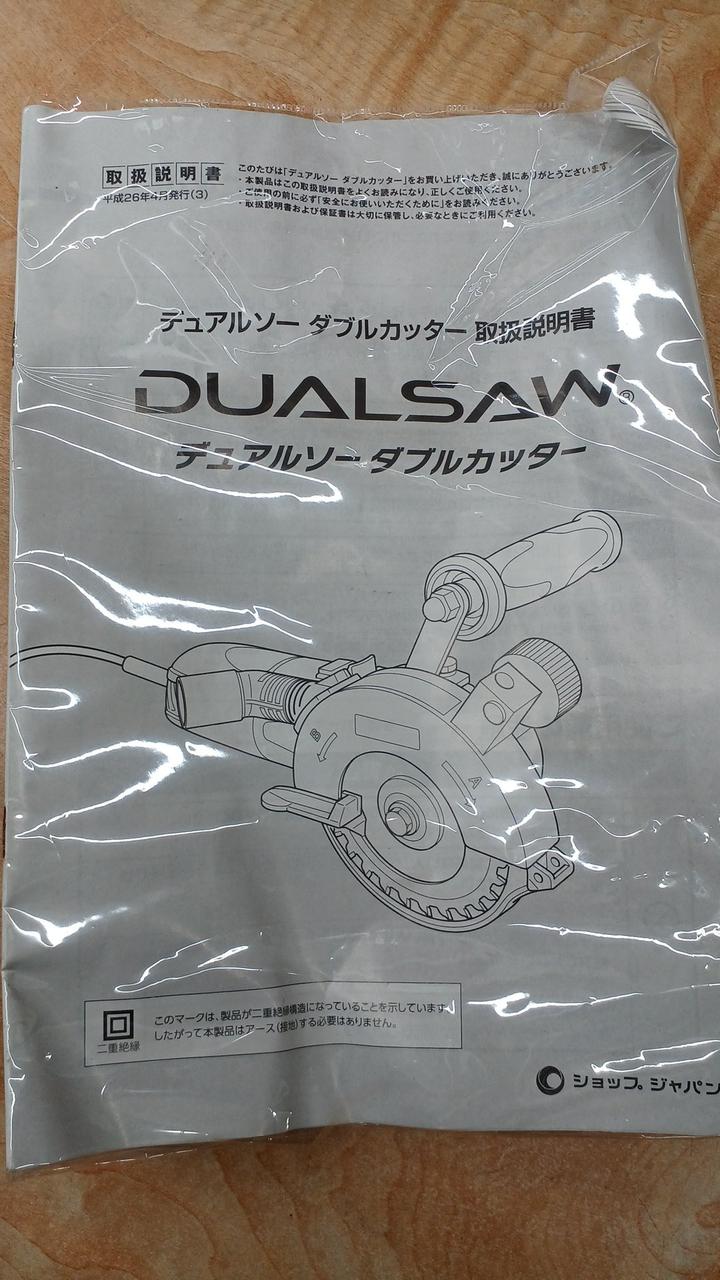 取扱説明書
平成26年4月発行(3)
このたびは「デュアルソー ダブルカッター」をお買い上げいただき、誠にありがとうございます。
・本製品はこの取扱説明書をよくお読みになり、正しくご使用ください。
・ご使用の前に必ず「安全にお使いいただくために」をお読みください。
・取扱説明書および保証書は大切に保管し、必要なときにご利用ください。
デュアルソー ダブルカッター 取扱説明書
DUALSAW®
デュアルソー ダブルカッター
B
A
このマークは、製品が二重絶縁構造になっていることを示しています。
したがって本製品はアース(接地)する必要はありません。
二重絶縁
ショップジャパン